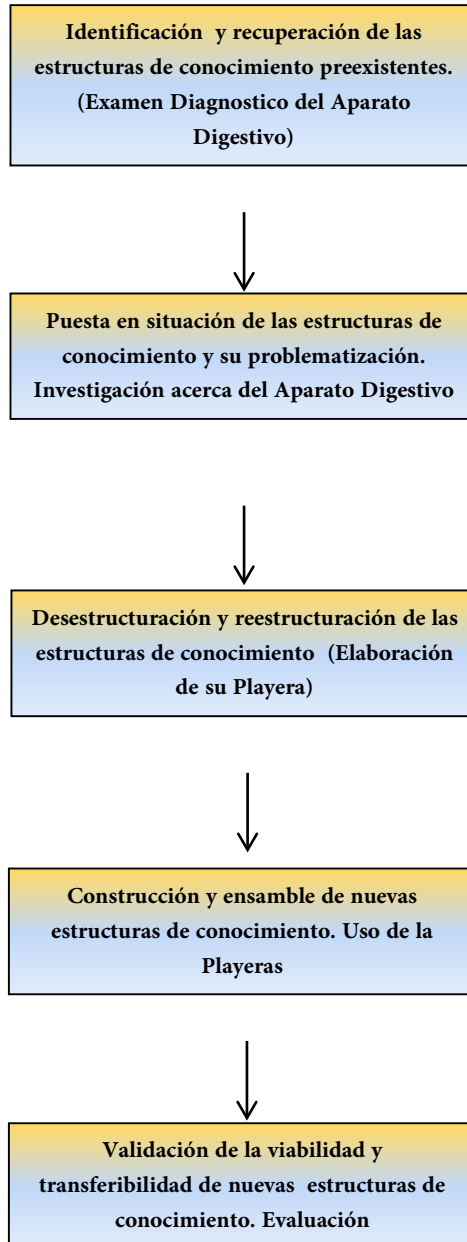 Identificación  y recuperación de las
estructuras de conocimiento preexistentes.
(Examen Diagnostico del Aparato
Digestivo)
Puesta en situación de las estructuras de
conocimiento y su problematización.
Investigación acerca del Aparato Digestivo
Desestructuración y reestructuración de las
estructuras de conocimiento  (Elaboración
de su Playera)
Construcción y ensamble de nuevas
estructuras de conocimiento. Uso de la
Playeras
Validación de la viabilidad y
transferibilidad de nuevas  estructuras de
conocimiento. Evaluación